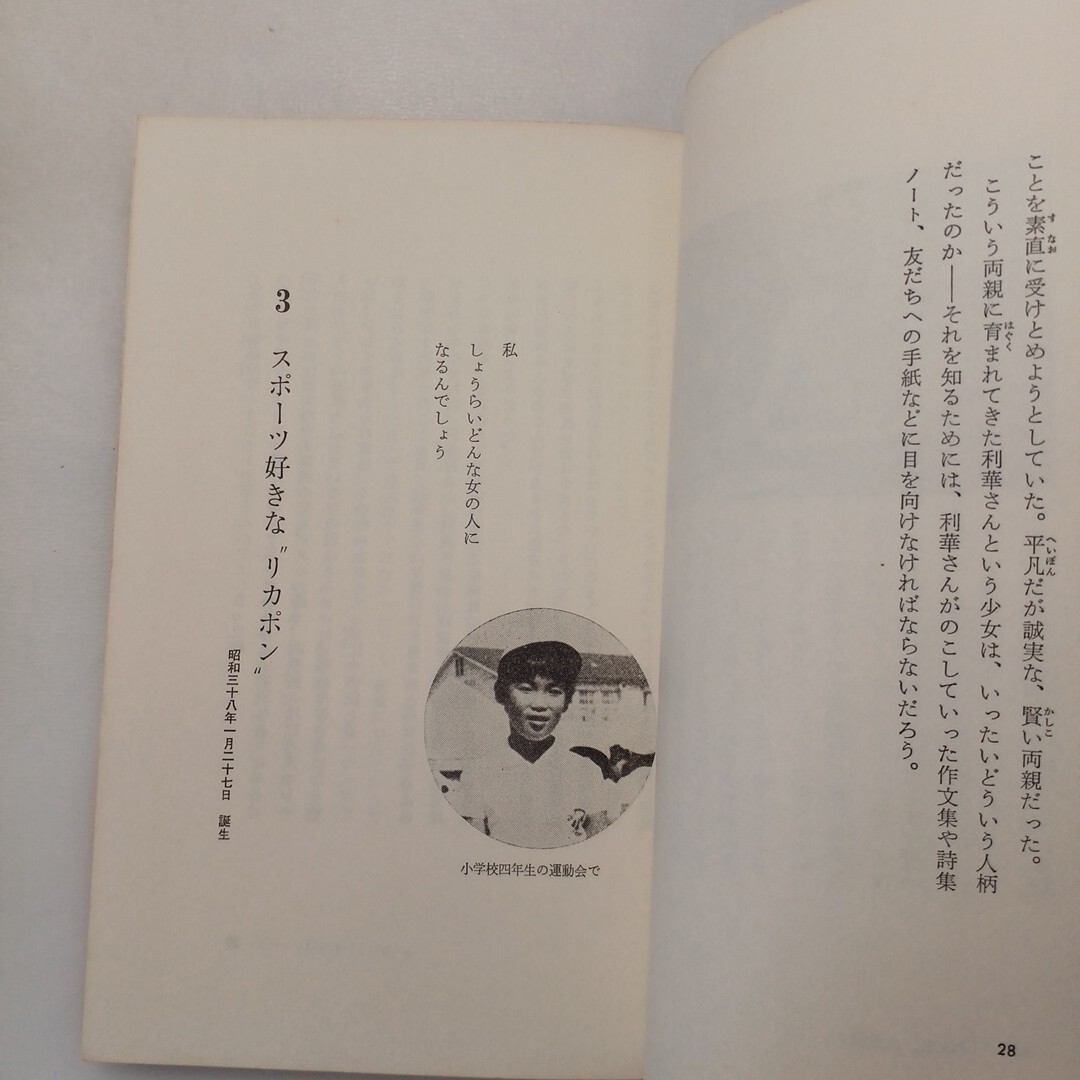 ことを素直に受けとめようとしていた。平凡だが誠実な、賢い両親だった。
こういう両親に育まれてきた利華さんという少女は、いったいどういう人柄
だったのか――それを知るためには、利華さんがのこしていった作文集や詩集
ノート、友だちへの手紙などに目を向けなければならないだろう。
28
私
しょうらいどんな女の人に
なるんでしょう
小学校四年生の運動会で
3 スポーツ好きな〝リカポン〟
昭和三十八年一月二十七日 誕生